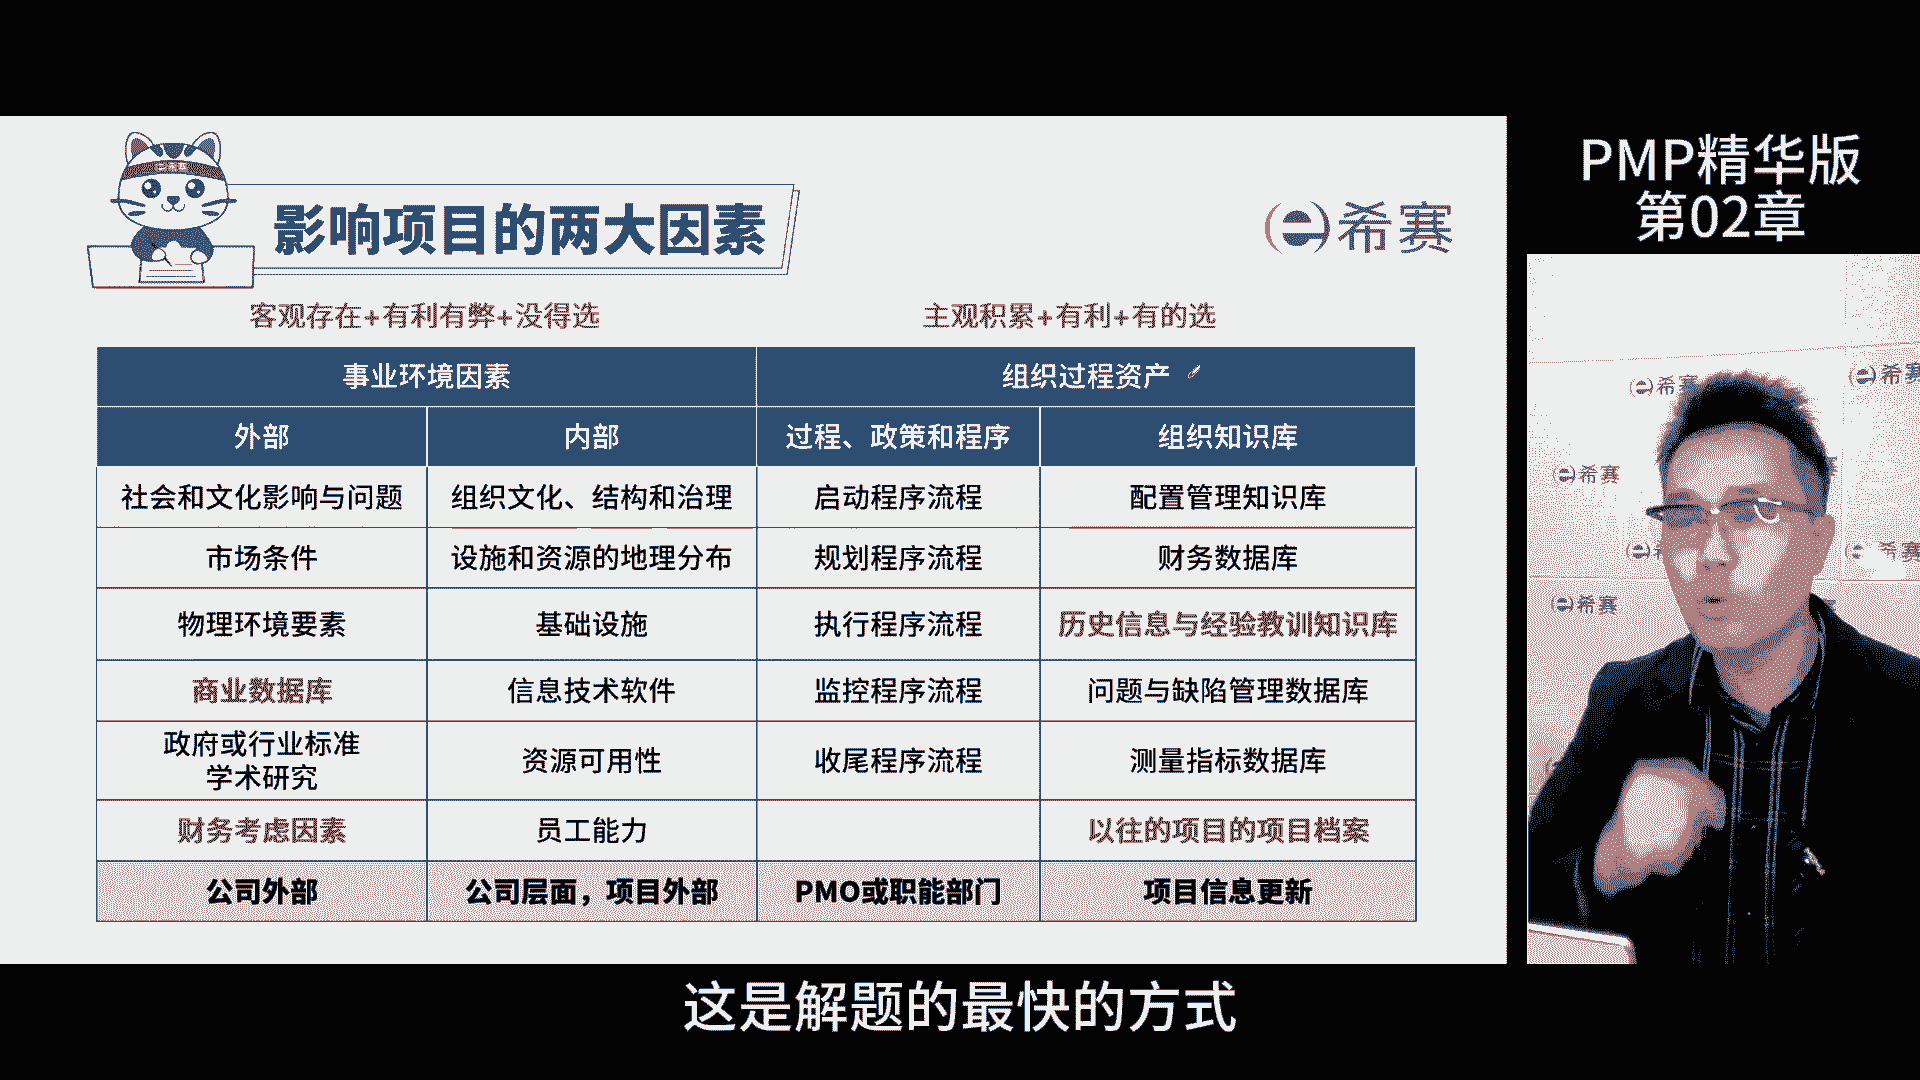 PMP精华版
第02章
影响项目的两大因素
希赛
客观存在+有利有弊+没得选
主观积累+有利+有的选
事业环境因素
组织过程资产
外部
内部
过程、政策和程序
组织知识库
社会和文化影响与问题
组织文化、结构和治理
启动程序流程
配置管理知识库
市场条件
设施和资源的地理分布
规划程序流程
财务数据库
物理环境要素
基础设施
执行程序流程
历史信息与经验教训知识库
商业数据库
信息技术软件
监控程序流程
问题与缺陷管理数据库
政府或行业标准
学术研究
资源可用性
收尾程序流程
测量指标数据库
财务考虑因素
员工能力
以往的项目的项目档案
公司外部
公司层面，项目外部
PMO或职能部门
项目信息更新
希赛
希赛
希赛
希赛
希赛
这是解题的最快的方式